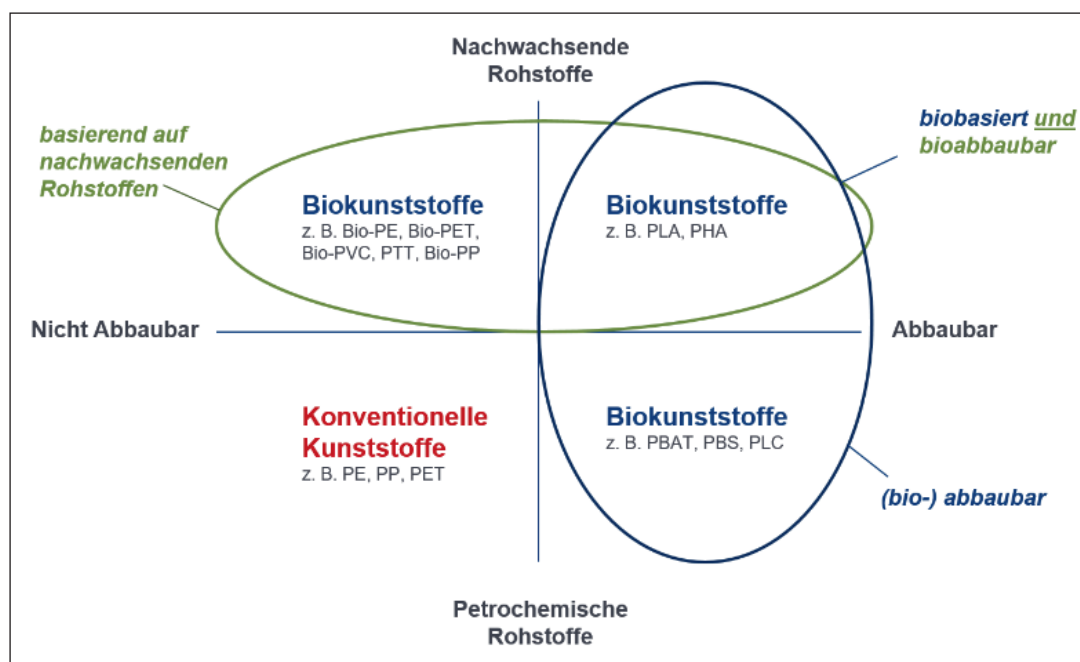 Nachwachsende
Rohstoffe
basierend auf
nachwachsenden
Rohstoffen
biobasiert und
bioabbaubar
Biokunststoffe
z. B. Bio-PE, Bio-PET,
Bio-PVC, PTT, Bio-PP
Biokunststoffe
z. B. PLA, PHA
Nicht Abbaubar
Abbaubar
Konventionelle
Kunststoffe
z. B. PE, PP, PET
Biokunststoffe
z. B. PBAT, PBS, PLC
(bio-) abbaubar
Petrochemische
Rohstoffe